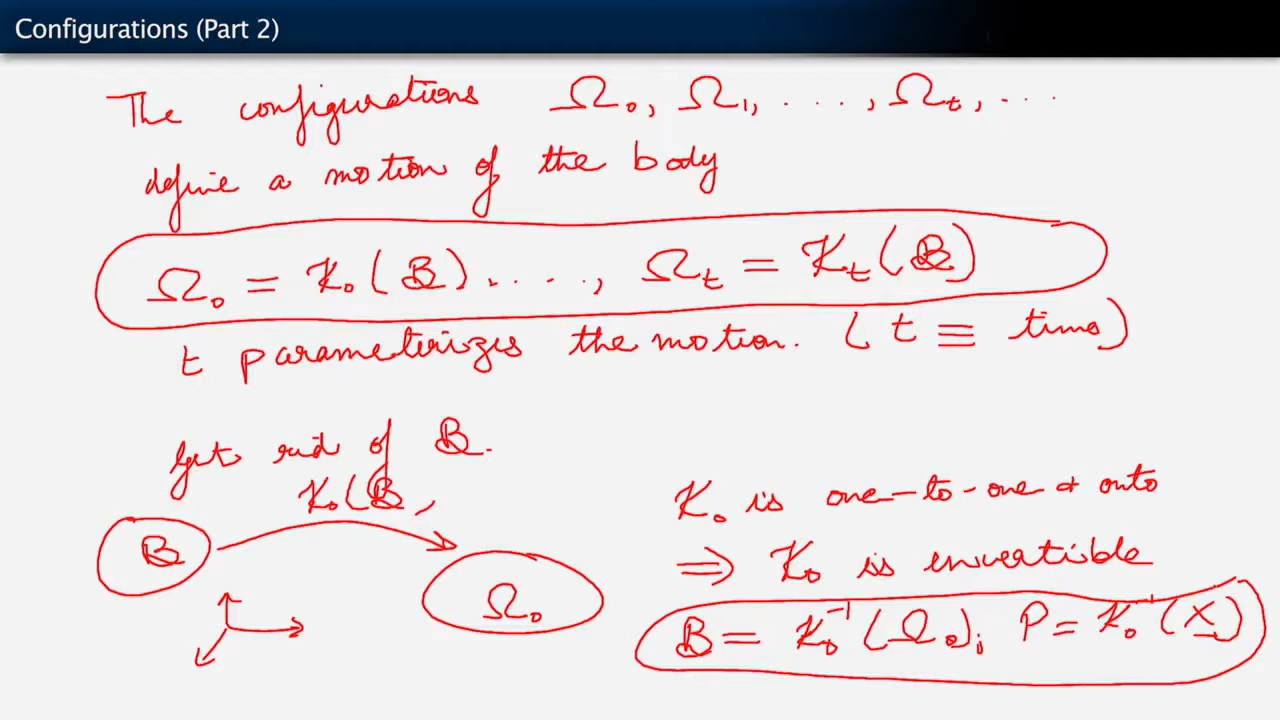 Configurations (Part 2)
The configurations Ω₀, Ω₁, . . . . , Ωₜ, . . .
define a motion of the body
Ω₀ = 𝒦₀(𝔹) . . . . , Ωₜ = 𝒦ₜ(𝔹)
t parameterizes the motion. (t ≡ time)
Get rid of 𝔹.
𝒦₀(𝔹,
𝔹
Ω₀
𝒦₀ is one-to-one & onto
⇒ 𝒦₀ is invertible
𝔹 = 𝒦₀⁻¹(Ω₀); P = 𝒦₀⁻¹(X)